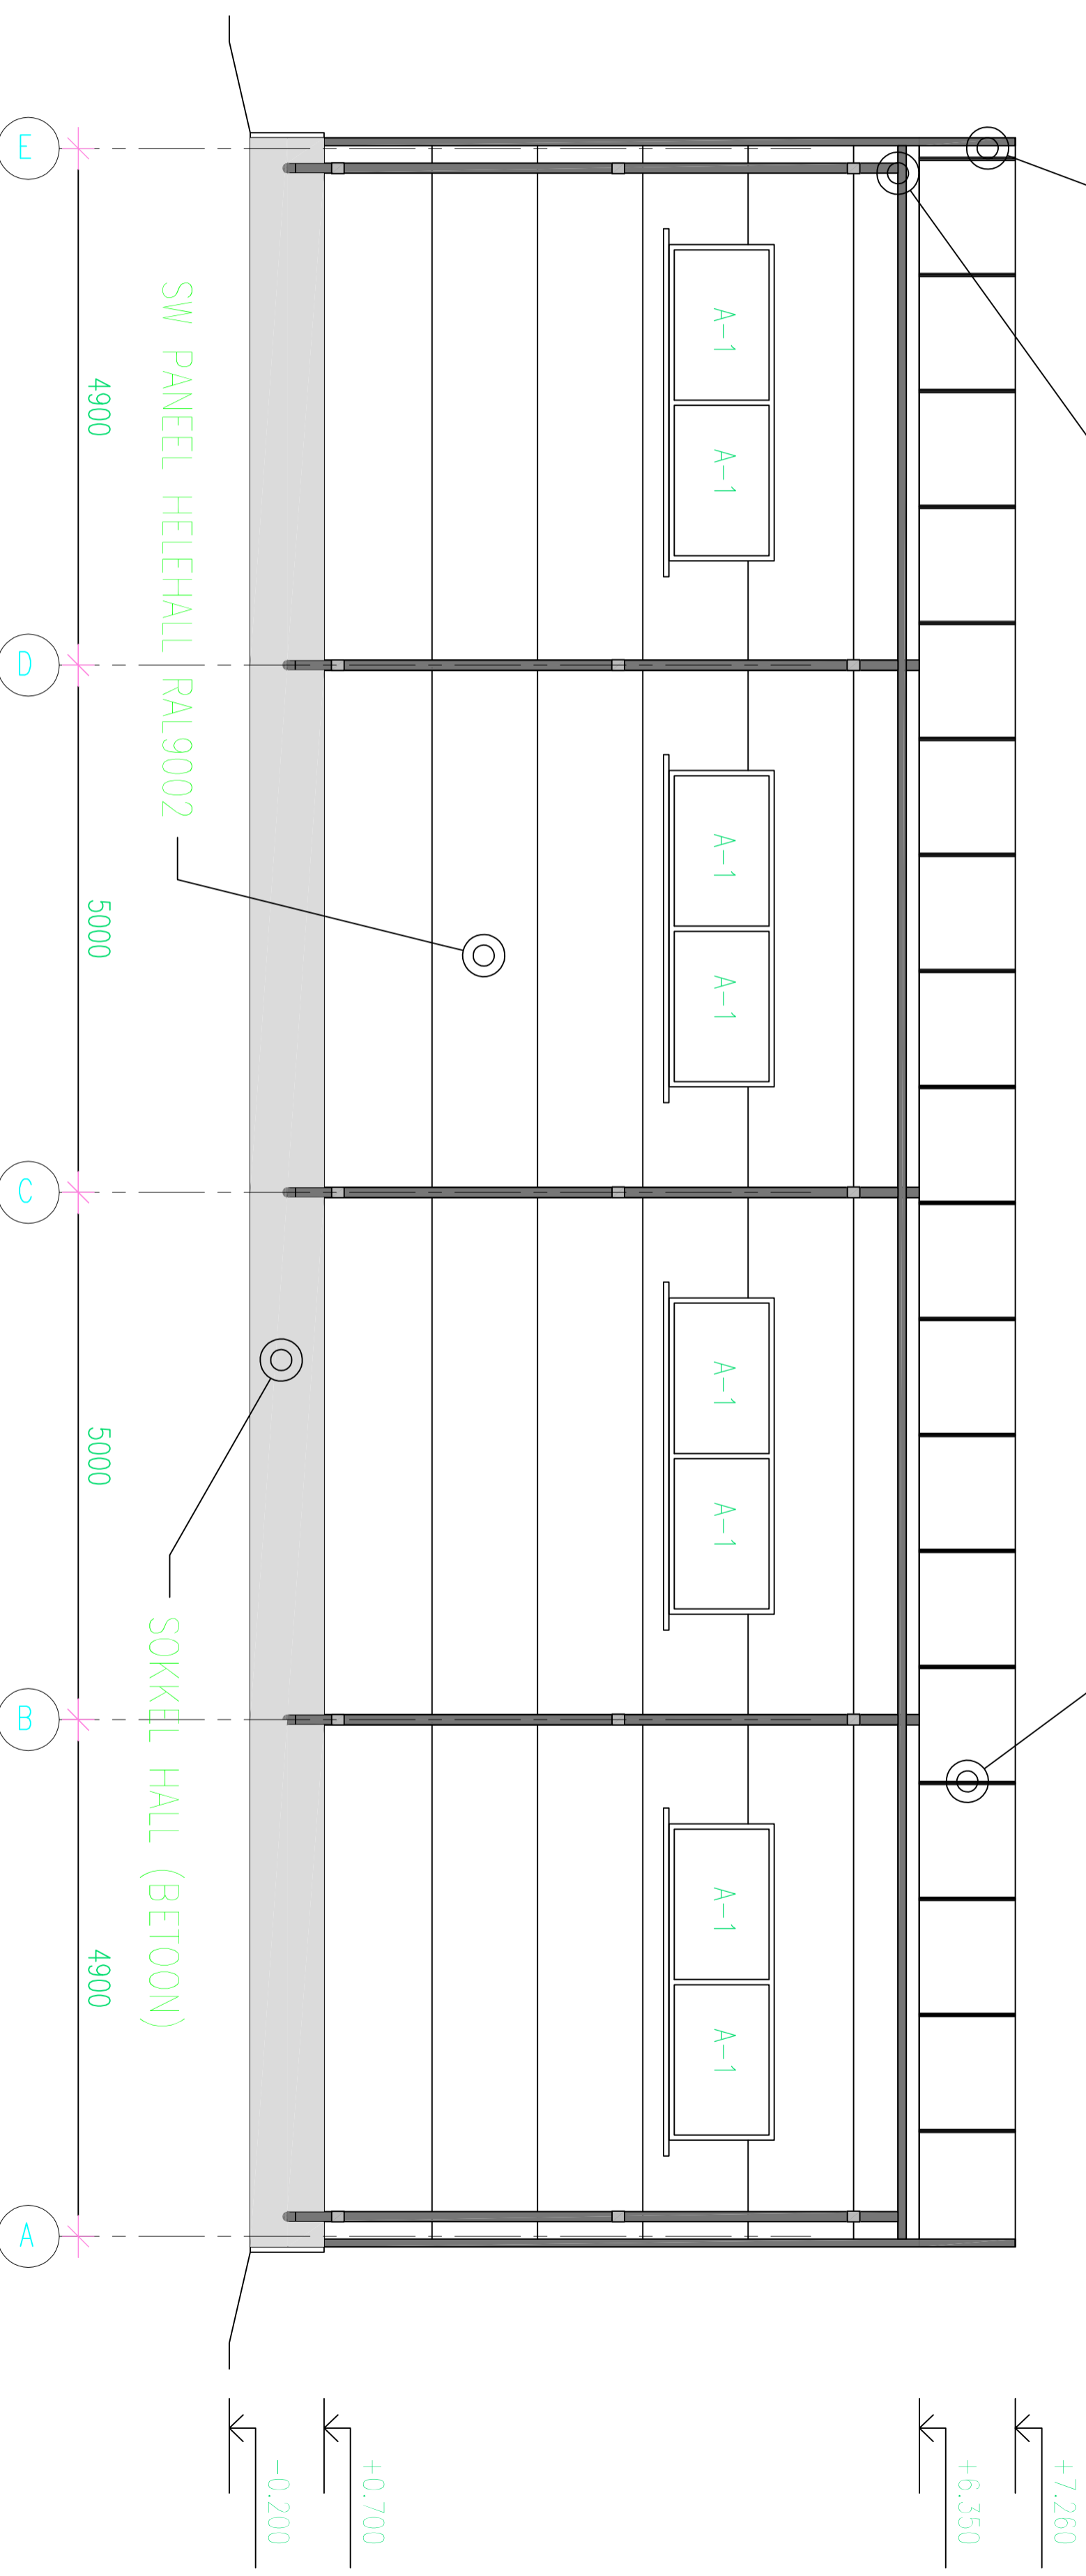 E
D
C
B
A
4900
5000
5000
4900
SW PANEEL HELEHALL RAL9002
SOKKEL HALL (BETOON)
A-1
A-1
A-1
A-1
A-1
A-1
A-1
A-1
+7.260
+6.350
+0.700
-0.200